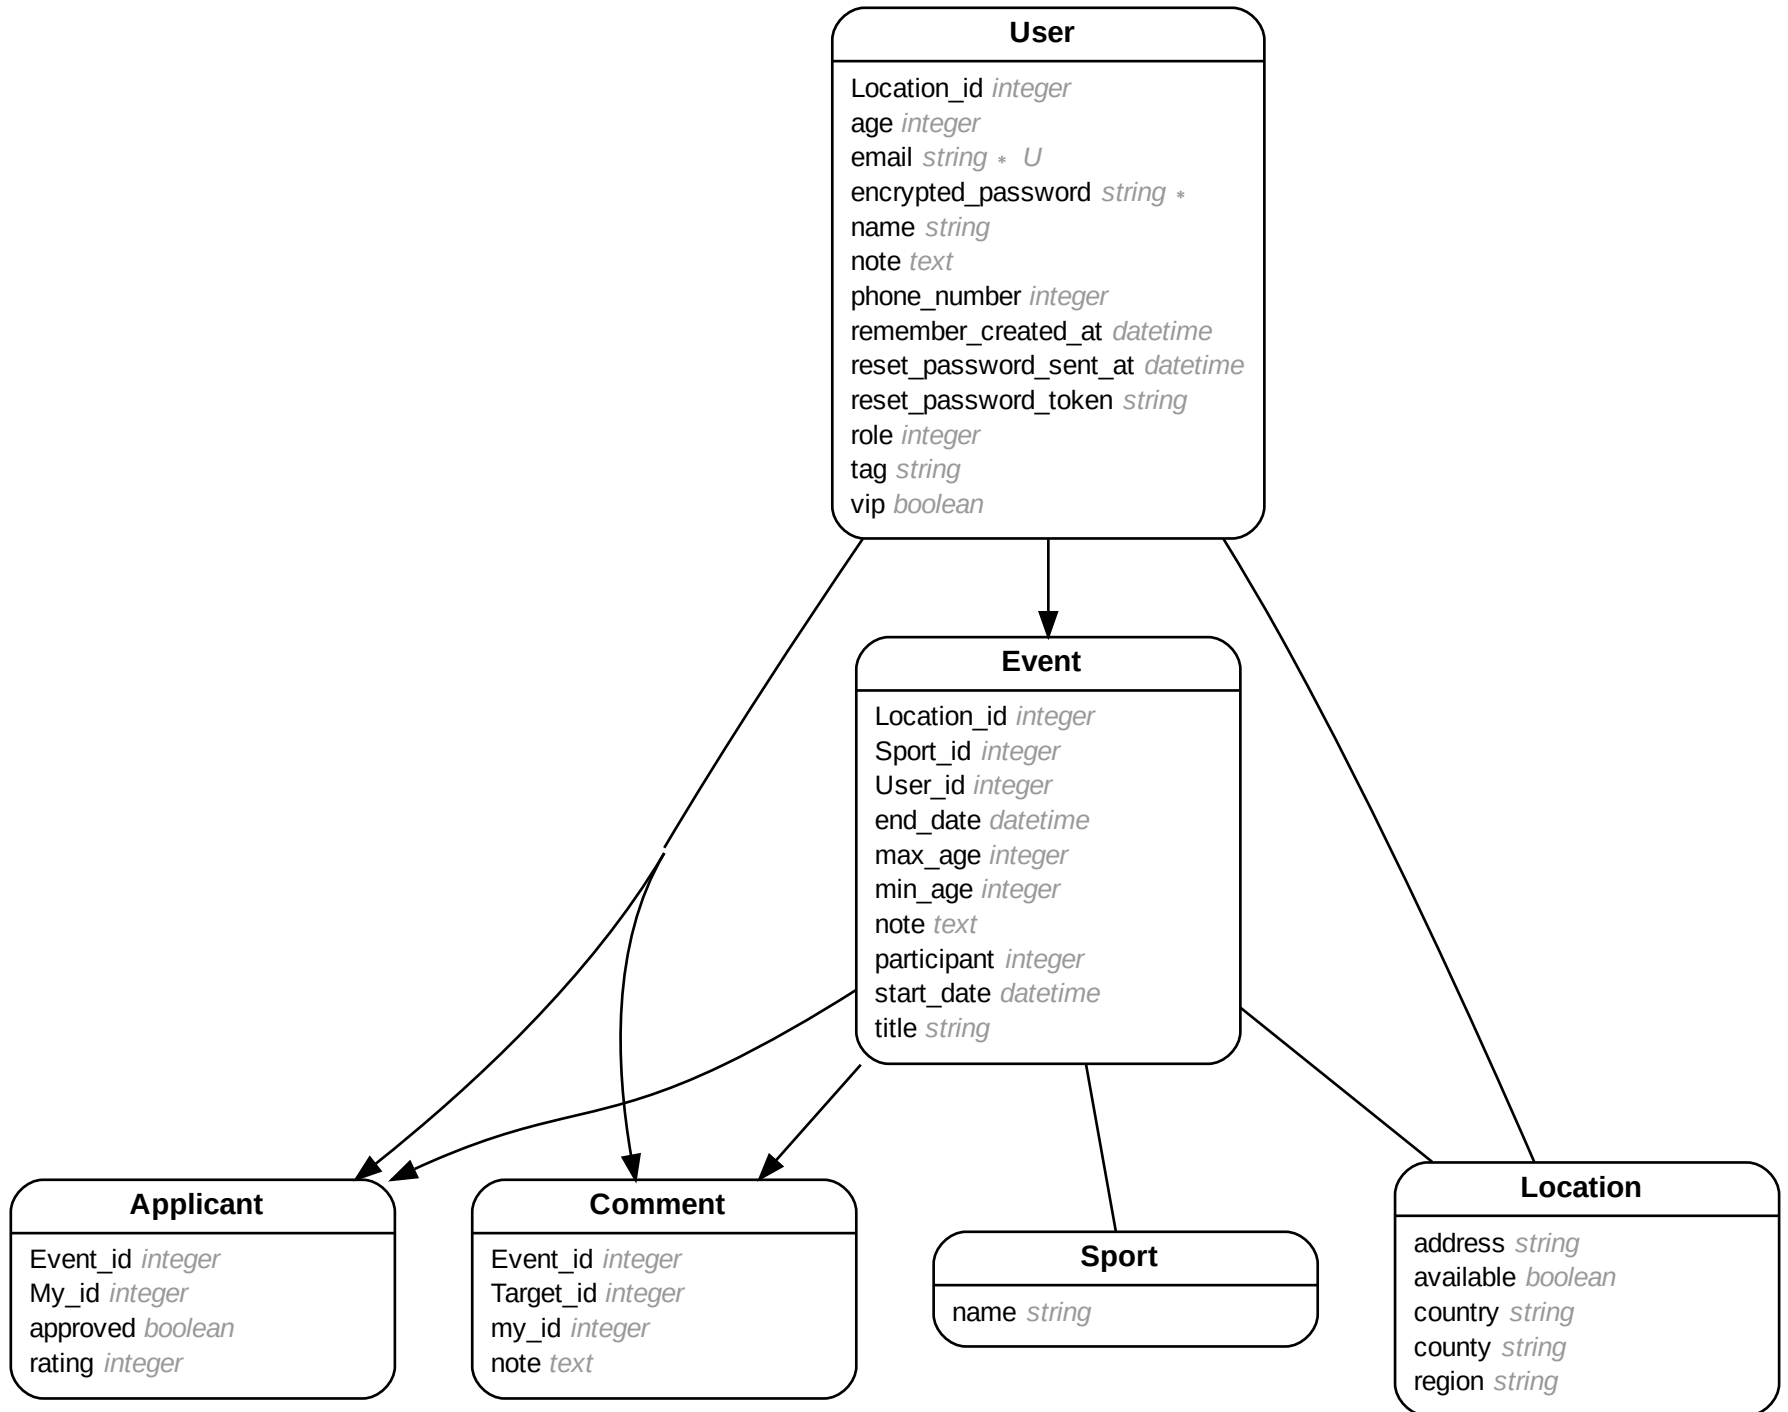 User
Location_id integer
age integer
email string * U
encrypted_password string *
name string
note text
phone_number integer
remember_created_at datetime
reset_password_sent_at datetime
reset_password_token string
role integer
tag string
vip boolean
Event
Location_id integer
Sport_id integer
User_id integer
end_date datetime
max_age integer
min_age integer
note text
participant integer
start_date datetime
title string
Applicant
Event_id integer
My_id integer
approved boolean
rating integer
Comment
Event_id integer
Target_id integer
my_id integer
note text
Sport
name string
Location
address string
available boolean
country string
county string
region string